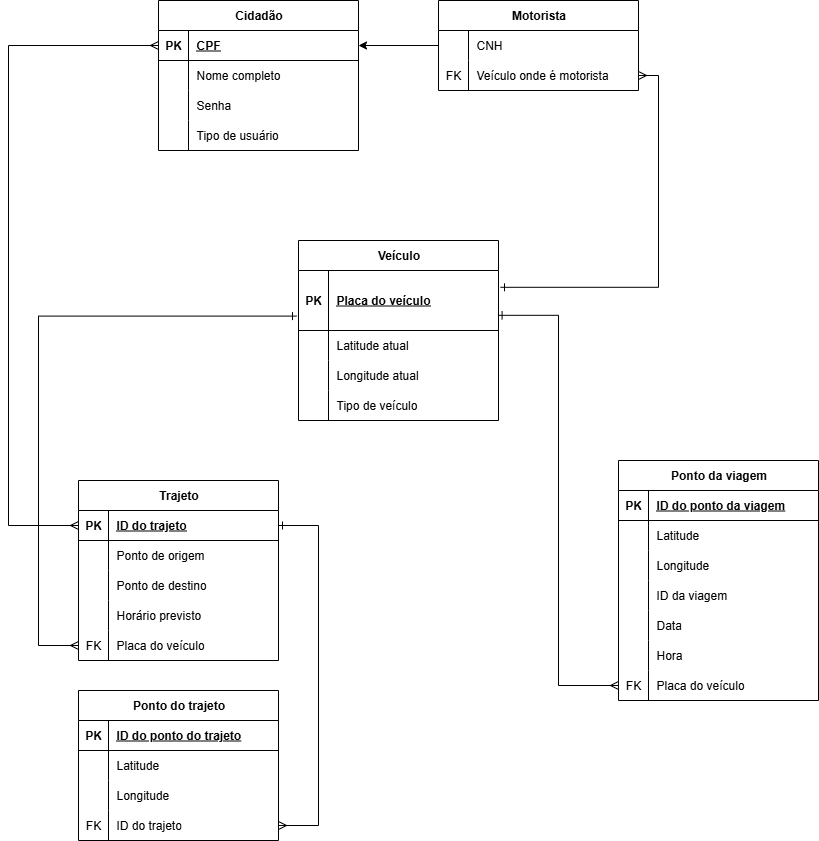 Cidadão
PK CPF
Nome completo
Senha
Tipo de usuário
Motorista
CNH
FK Veículo onde é motorista
Veículo
PK Placa do veículo
Latitude atual
Longitude atual
Tipo de veículo
Trajeto
PK ID do trajeto
Ponto de origem
Ponto de destino
Horário previsto
FK Placa do veículo
Ponto da viagem
PK ID do ponto da viagem
Latitude
Longitude
ID da viagem
Data
Hora
FK Placa do veículo
Ponto do trajeto
PK ID do ponto do trajeto
Latitude
Longitude
FK ID do trajeto